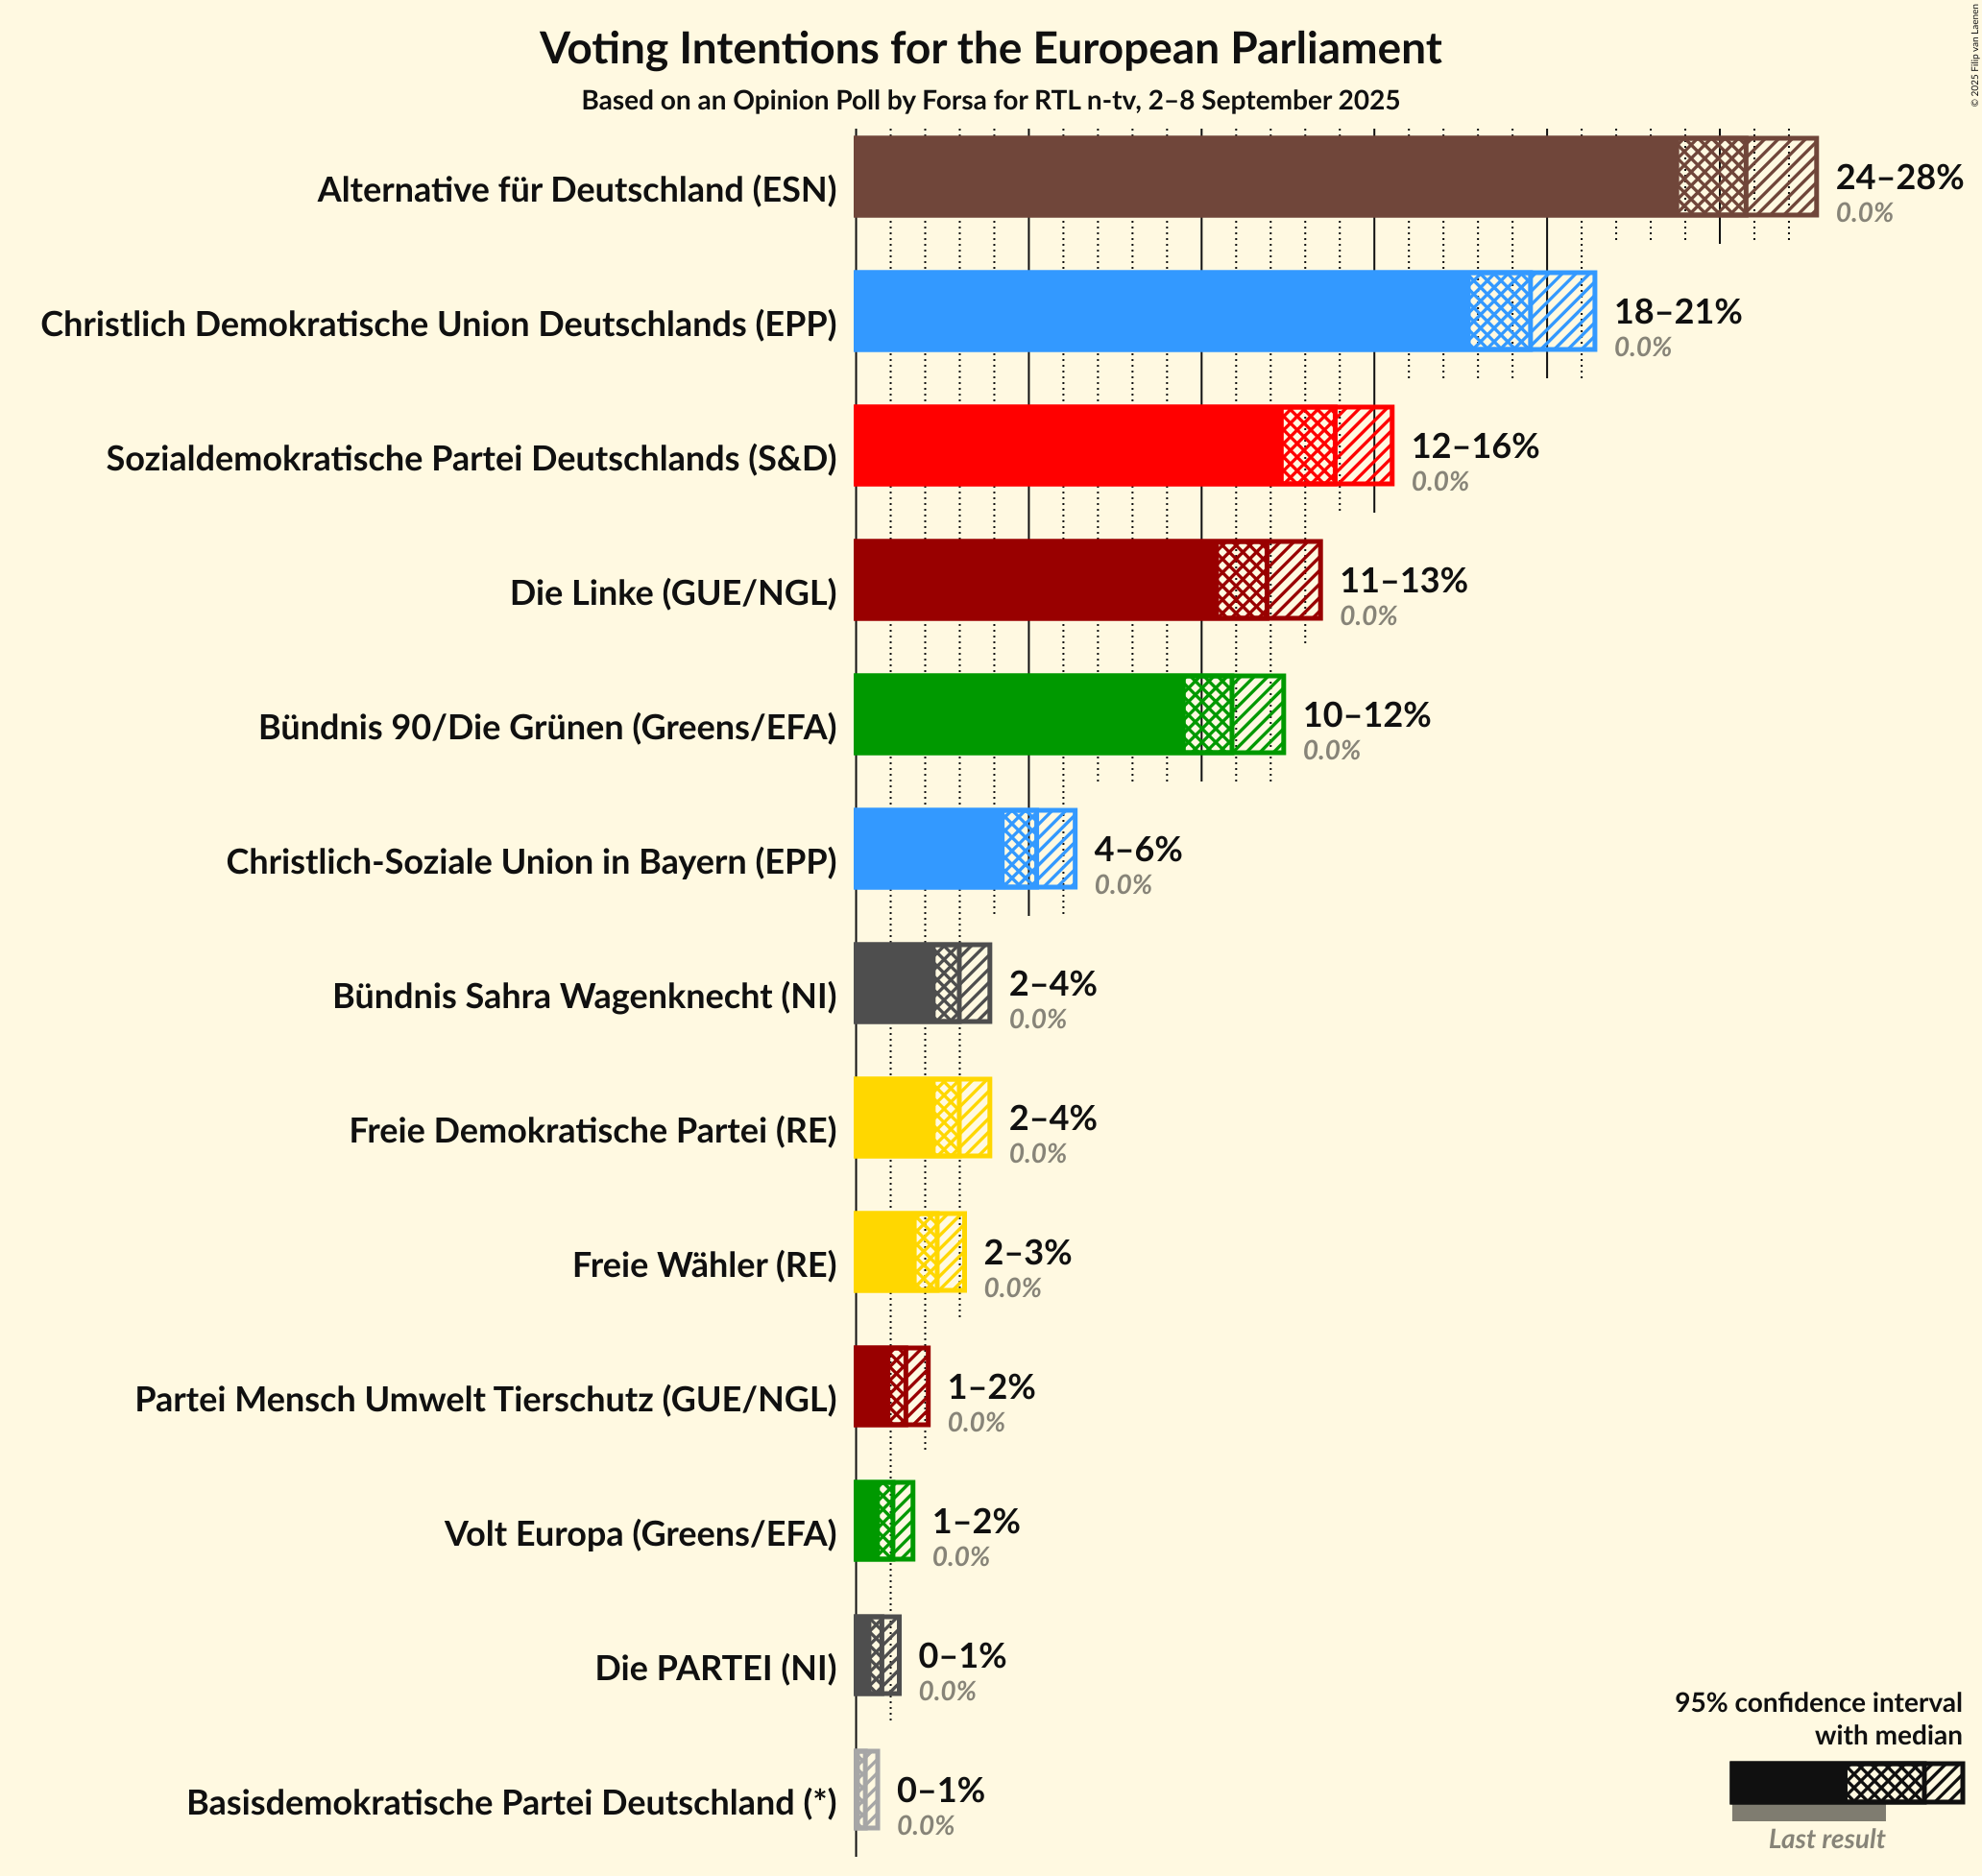 Voting Intentions for the European Parliament
Based on an Opinion Poll by Forsa for RTL n-tv, 2–8 September 2025
© 2025 Filip van Laenen
Alternative für Deutschland (ESN)
24–28%
0.0%
Christlich Demokratische Union Deutschlands (EPP)
18–21%
0.0%
Sozialdemokratische Partei Deutschlands (S&D)
12–16%
0.0%
Die Linke (GUE/NGL)
11–13%
0.0%
Bündnis 90/Die Grünen (Greens/EFA)
10–12%
0.0%
Christlich-Soziale Union in Bayern (EPP)
4–6%
0.0%
Bündnis Sahra Wagenknecht (NI)
2–4%
0.0%
Freie Demokratische Partei (RE)
2–4%
0.0%
Freie Wähler (RE)
2–3%
0.0%
Partei Mensch Umwelt Tierschutz (GUE/NGL)
1–2%
0.0%
Volt Europa (Greens/EFA)
1–2%
0.0%
Die PARTEI (NI)
0–1%
0.0%
Basisdemokratische Partei Deutschland (*)
0–1%
0.0%
95% confidence interval
with median
Last result